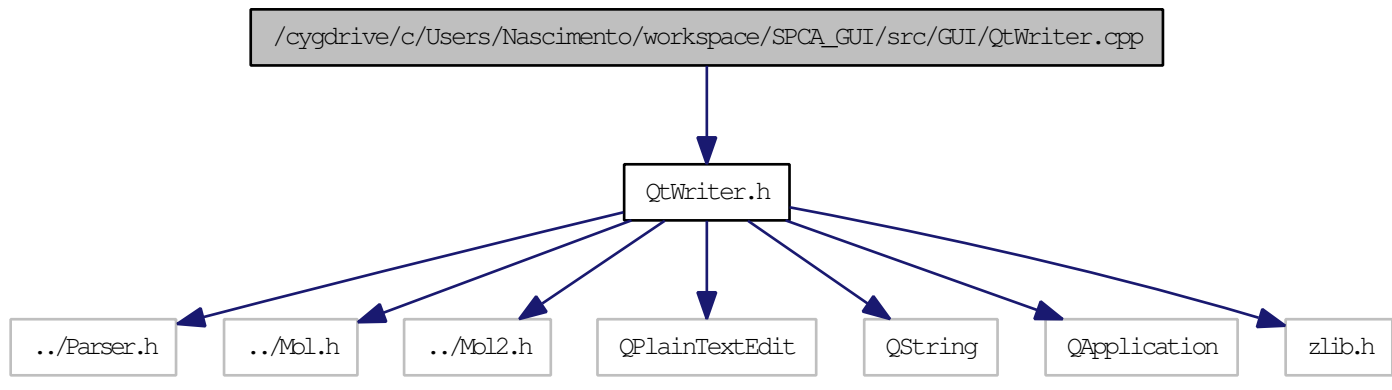 /cygdrive/c/Users/Nascimento/workspace/SPCA_GUI/src/GUI/QtWriter.cpp
QtWriter.h
../Parser.h
../Mol.h
../Mol2.h
QPlainTextEdit
QString
QApplication
zlib.h